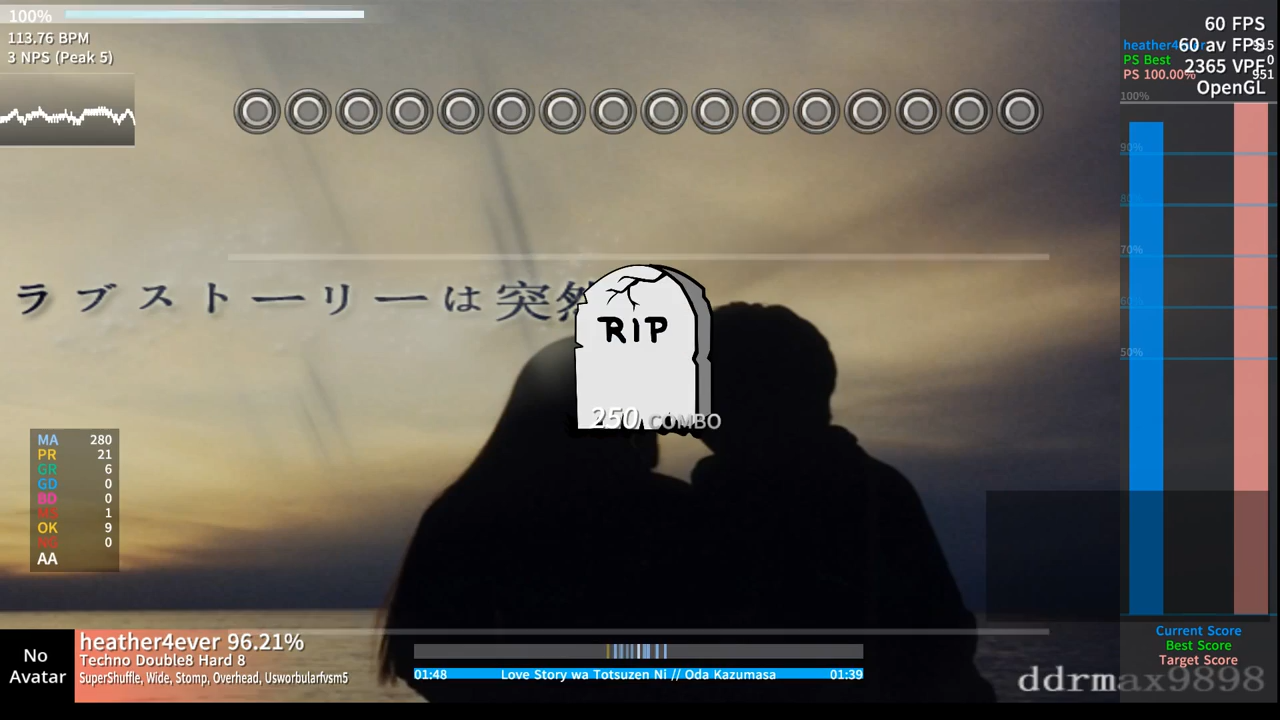 100%
113.76 BPM
3 NPS (Peak 5)
60 FPS
60 av FPS
PS Best 0
2365 VPF
PS 100.00% 951
OpenGL
100%
90%
80%
70%
60%
50%
ラブストーリーは突然
RIP
250 COMBO
MA 280
PR 21
GR 6
GD 0
BD 0
MS 1
OK 9
NG 0
AA
No
Avatar
heather4ever 96.21%
Techno Double8 Hard 8
SuperShuffle, Wide, Stomp, Overhead, Usworbularfvsm5
01:48 Love Story wa Totsuzen Ni // Oda Kazumasa 01:39
Current Score
Best Score
Target Score
ddrmax9898